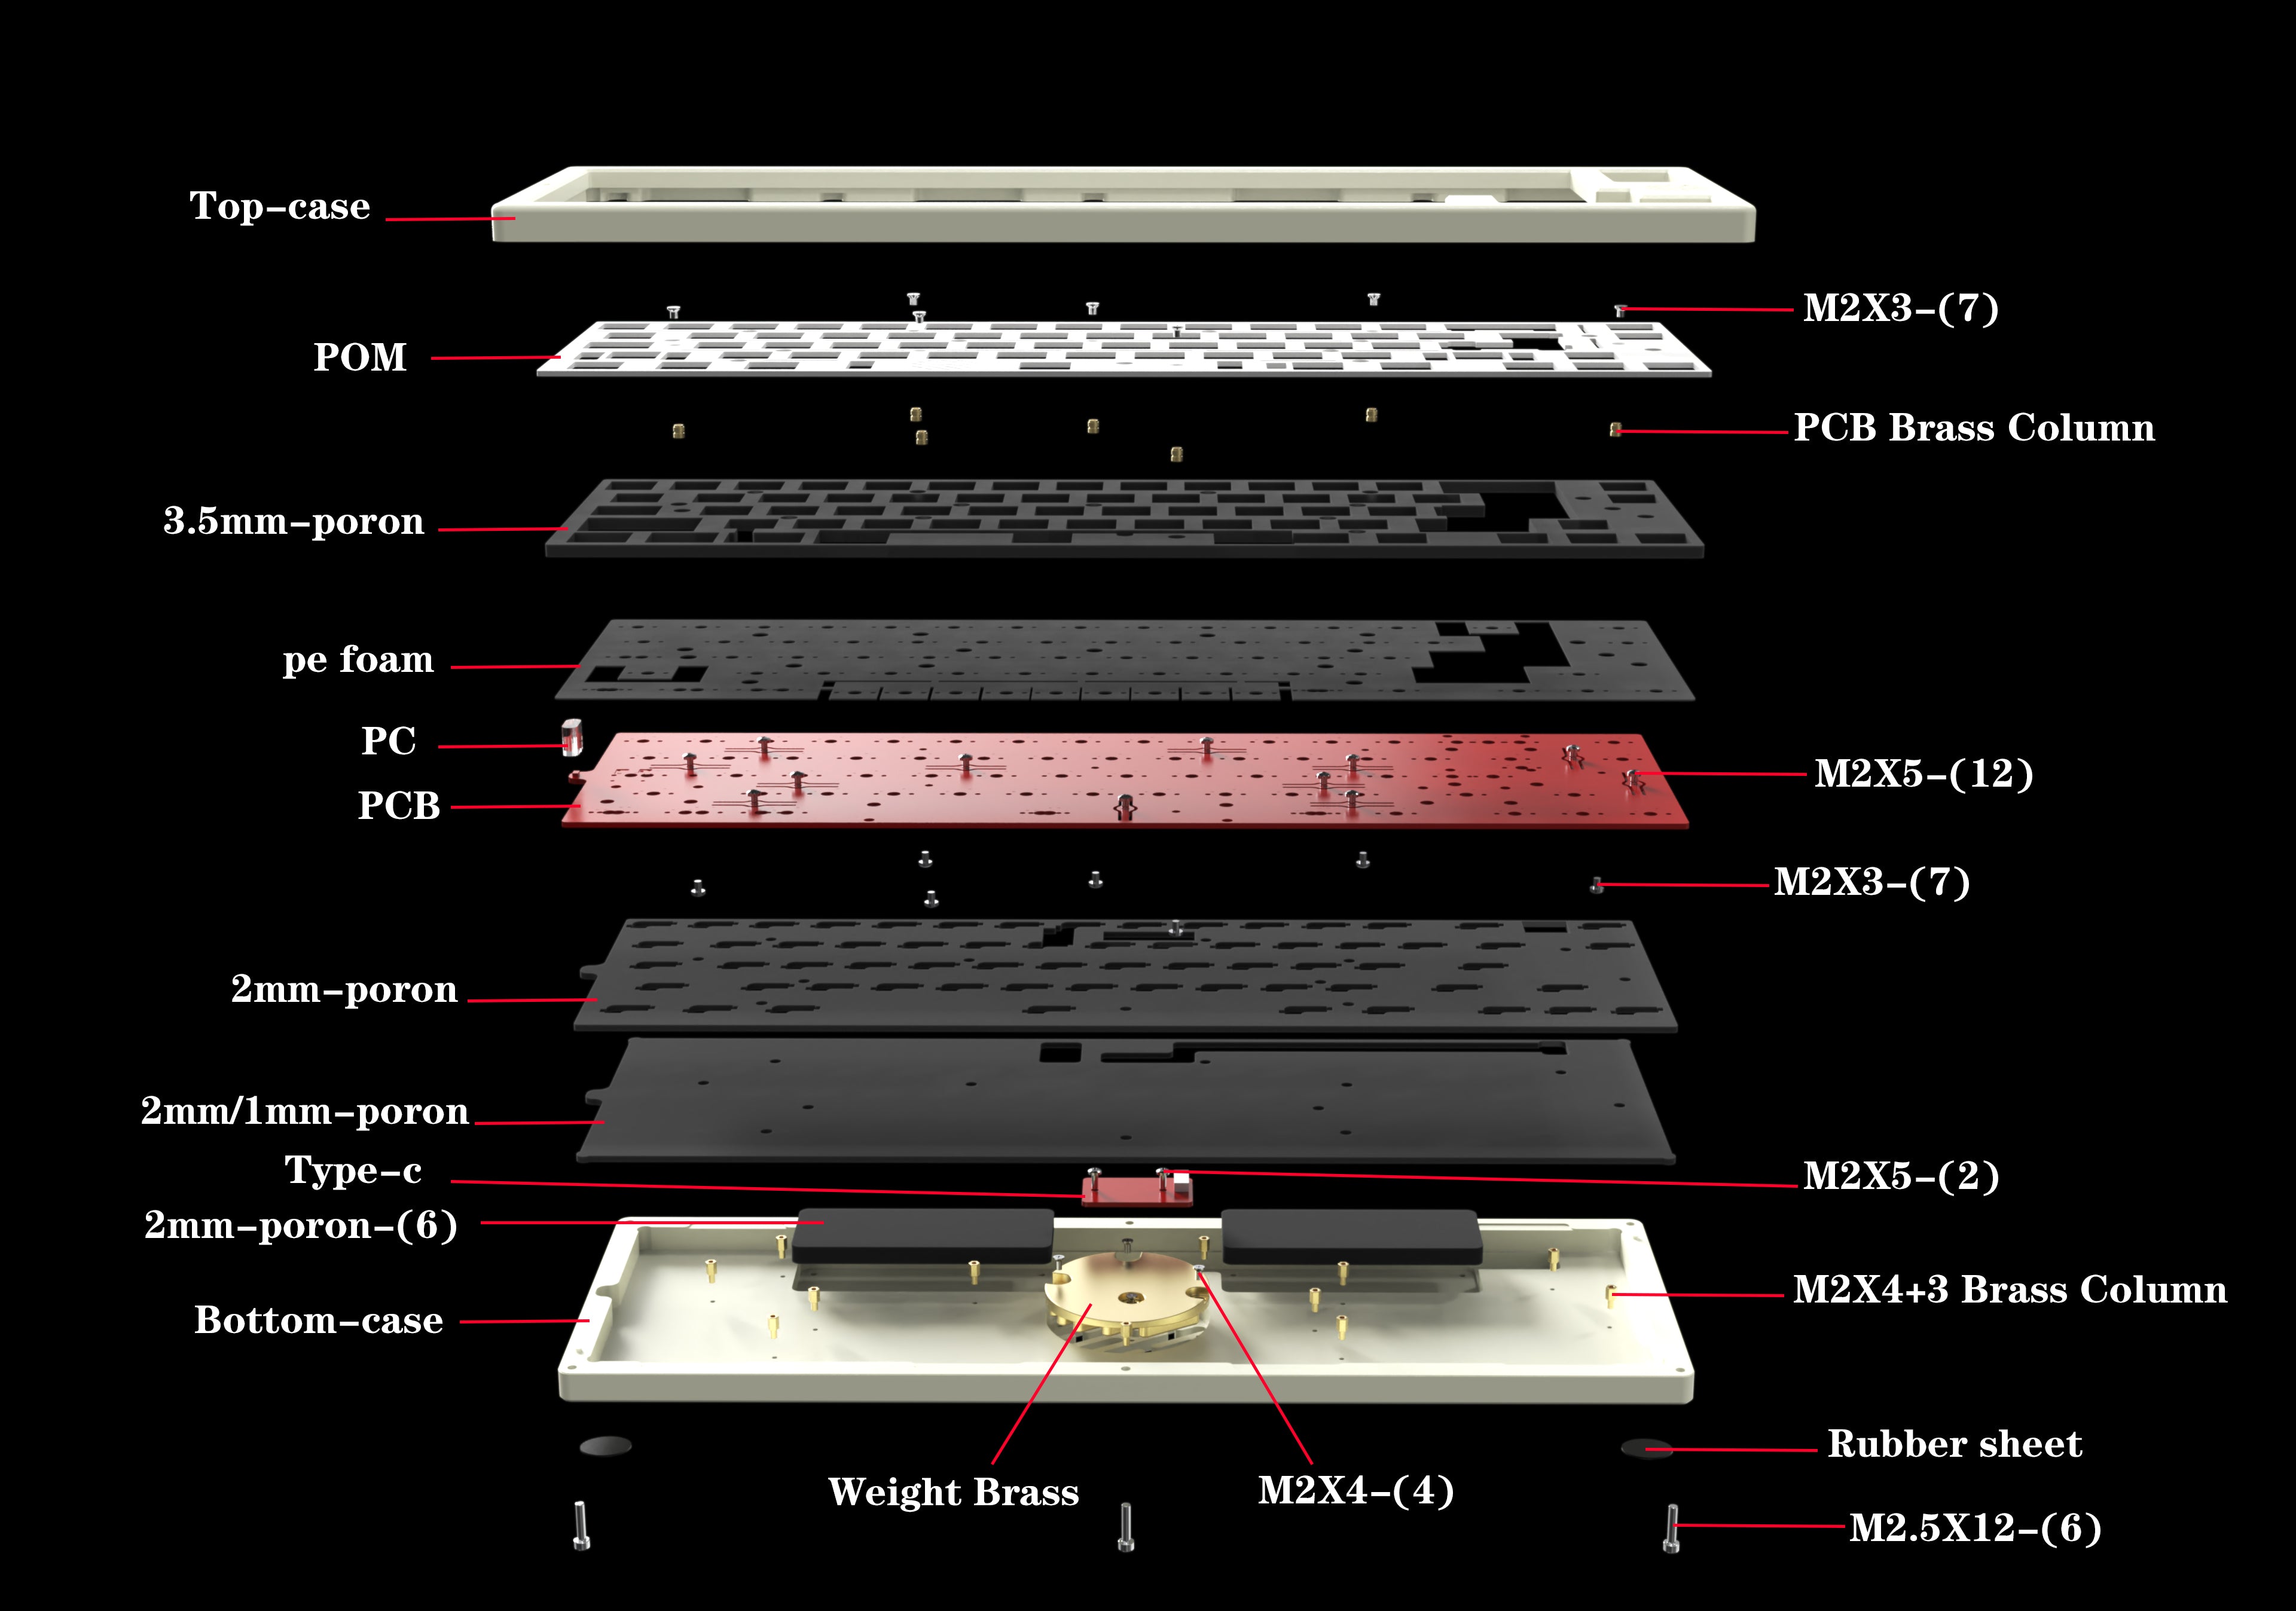 Top-case
M2X3-(7)
POM
PCB Brass Column
3.5mm-poron
pe foam
PC
M2X5-(12)
PCB
M2X3-(7)
2mm-poron
2mm/1mm-poron
Type-c
M2X5-(2)
2mm-poron-(6)
M2X4+3 Brass Column
Bottom-case
Rubber sheet
Weight Brass
M2X4-(4)
M2.5X12-(6)